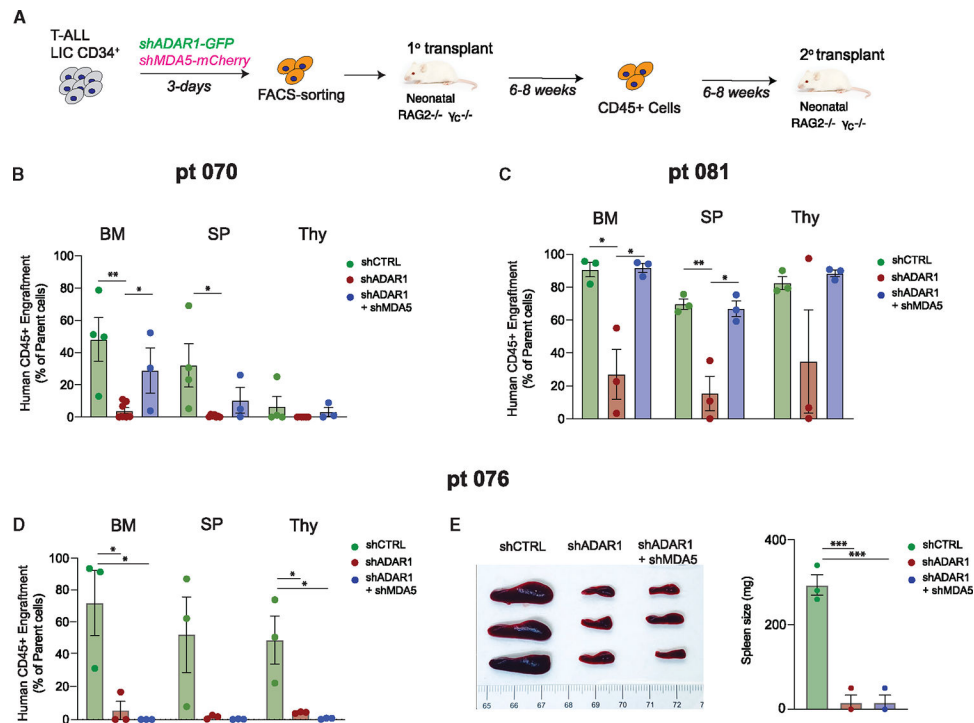 A
T-ALL
LIC CD34⁺
shADAR1-GFP
shMDA5-mCherry
3-days
FACS-sorting
1º transplant
Neonatal
RAG2-/- γc-/-
6-8 weeks
CD45+ Cells
6-8 weeks
2º transplant
Neonatal
RAG2-/- γc-/-
B
pt 070
BM SP Thy
Human CD45+ Engraftment
(% of Parent cells)
100
80
60
40
20
0
** * *
shCTRL
shADAR1
shADAR1
+ shMDA5
C
pt 081
BM SP Thy
Human CD45+ Engraftment
(% of Parent cells)
100
80
60
40
20
0
* * ** *
shCTRL
shADAR1
shADAR1
+ shMDA5
pt 076
D
BM SP Thy
Human CD45+ Engraftment
(% of Parent cells)
100
80
60
40
20
0
* * * *
shCTRL
shADAR1
shADAR1
+ shMDA5
E
shCTRL shADAR1 shADAR1
+ shMDA5
65 66 67 68 69 70 71 72 7
Spleen size (mg)
400
200
0
***
***
shCTRL
shADAR1
shADAR1
+ shMDA5